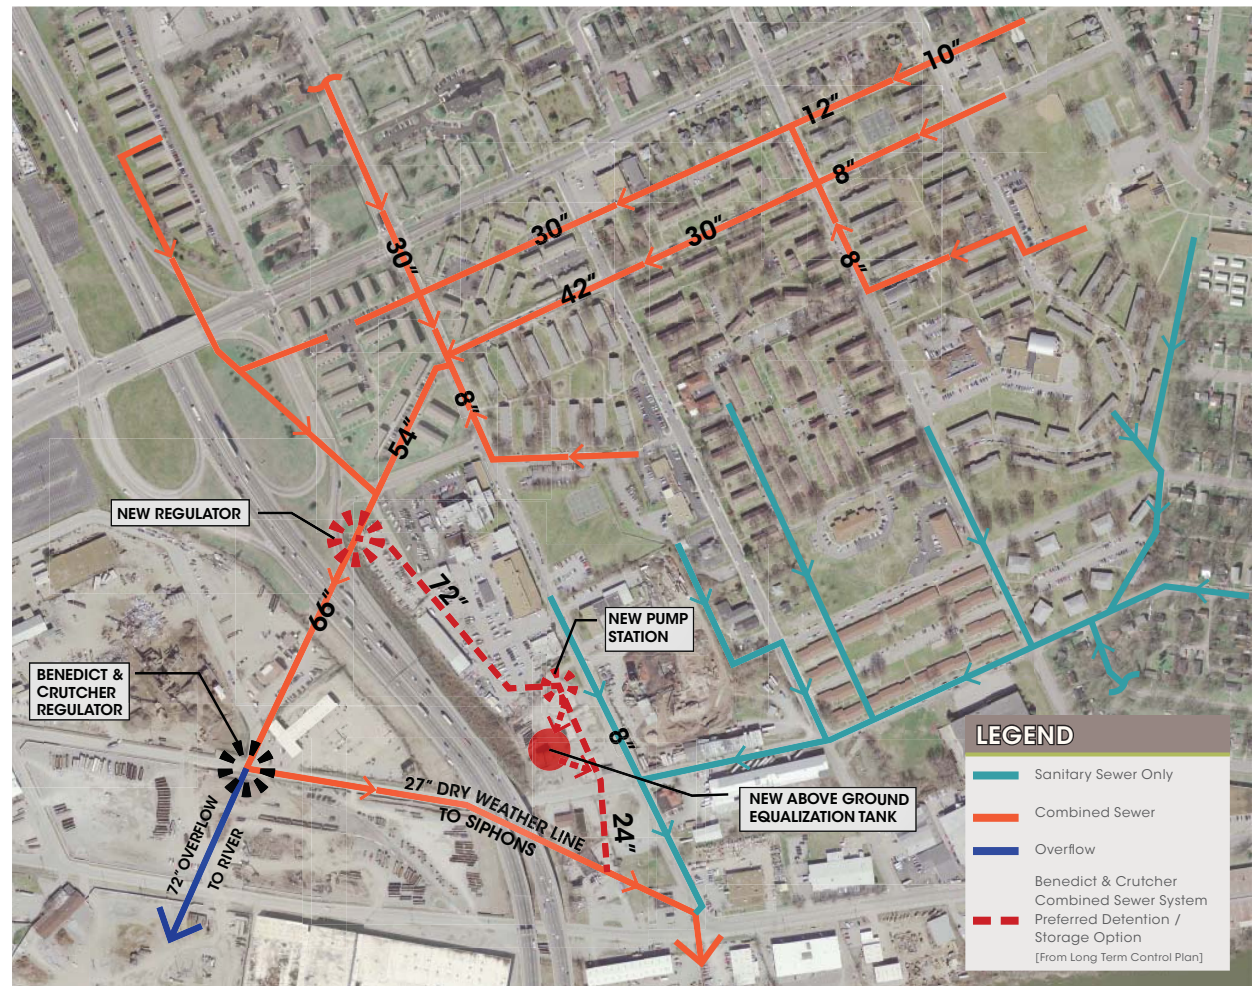 10"
12"
8"
30"
30"
30"
42"
8"
8"
54"
NEW REGULATOR
72"
66"
NEW PUMP
STATION
BENEDICT &
CRUTCHER
REGULATOR
8"
27" DRY WEATHER LINE
TO SIPHONS
72" OVERFLOW
TO RIVER
24"
NEW ABOVE GROUND
EQUALIZATION TANK
LEGEND
Sanitary Sewer Only
Combined Sewer
Overflow
Benedict & Crutcher
Combined Sewer System
Preferred Detention /
Storage Option
[From Long Term Control Plan]